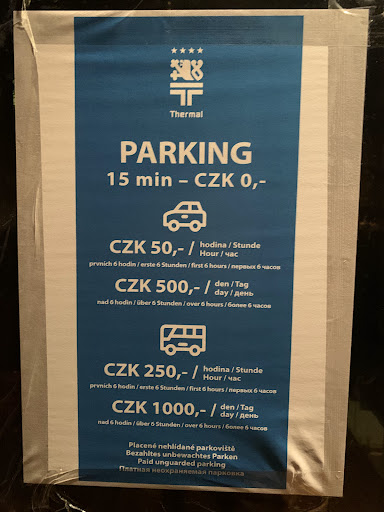 Thermal
PARKING
15 min – CZK 0,-
CZK 50,- / hodina / Stunde
Hour / час
prvních 6 hodin / erste 6 Stunden / first 6 hours / первых 6 часов
CZK 500,- / den / Tag
day / день
nad 6 hodin / über 6 Stunden / over 6 hours / более 6 часов
CZK 250,- / hodina / Stunde
Hour / час
prvních 6 hodin / erste 6 Stunden / first 6 hours / первых 6 часов
CZK 1000,- / den / Tag
day / день
nad 6 hodin / über 6 Stunden / over 6 hours / более 6 часов
Placené nehlídané parkoviště
Bezahltes unbewachtes Parken
Paid unguarded parking
Платная неохраняемая парковка